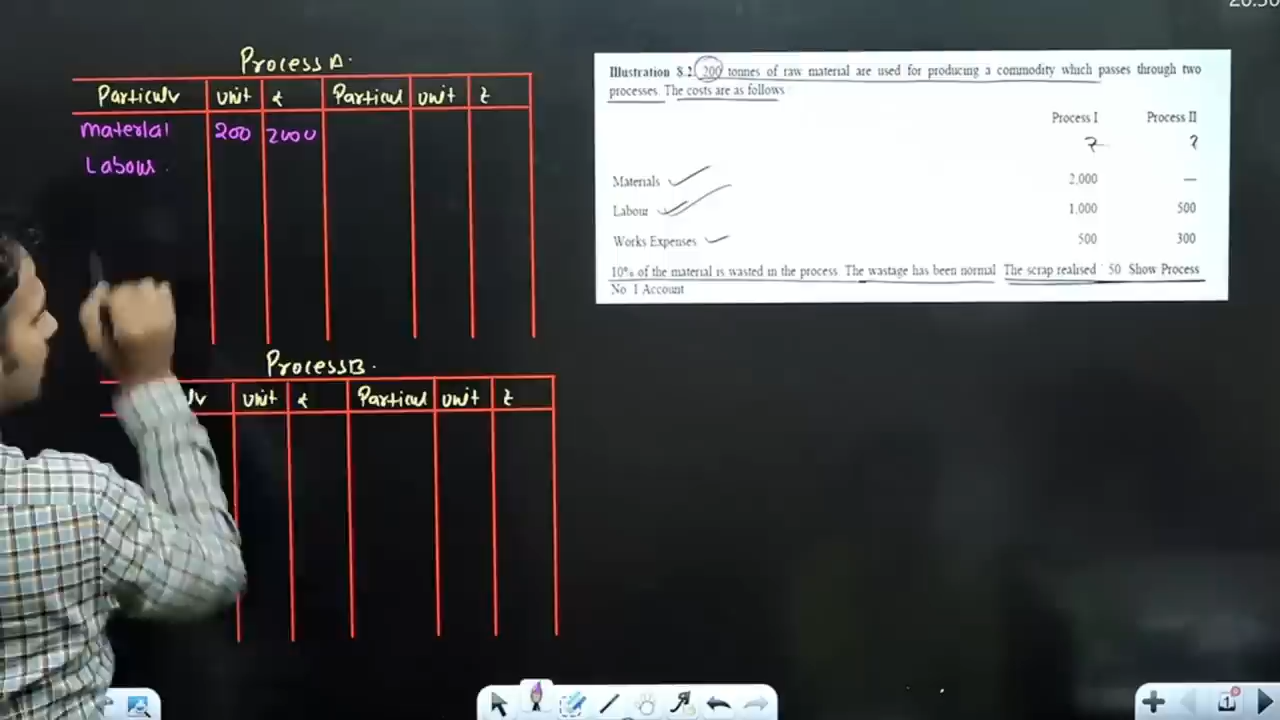 Process A.
Particulr unit ₹ Particul unit ₹
material 200 2000
Labour
Process B.
unit ₹ Particul unit ₹
Illustration 8.2. 200 tonnes of raw material are used for producing a commodity which passes through two
processes. The costs are as follows
Process I Process II
₹ ?
Materials 2,000 —
Labour 1,000 500
Works Expenses 500 300
10% of the material is wasted in the process. The wastage has been normal The scrap realised ` 50 Show Process
No 1 Account
1